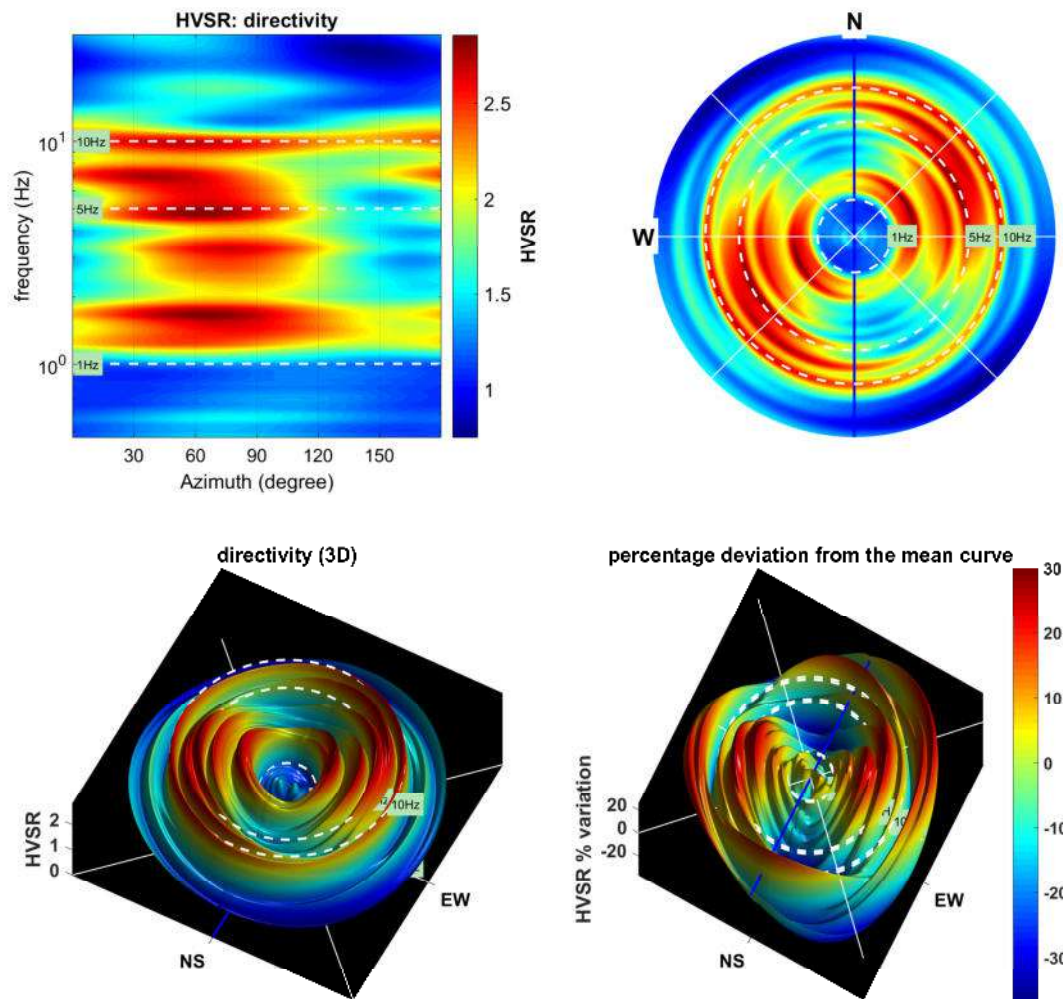 HVSR: directivity
10¹
10⁰
10Hz
5Hz
1Hz
frequency (Hz)
30
60
90
120
150
Azimuth (degree)
2.5
2
1.5
1
HVSR
N
W
1Hz
5Hz
10Hz
directivity (3D)
HVSR
2
1
0
10Hz
EW
NS
percentage deviation from the mean curve
HVSR % variation
20
0
-20
EW
NS
30
20
10
0
-10
-20
-30